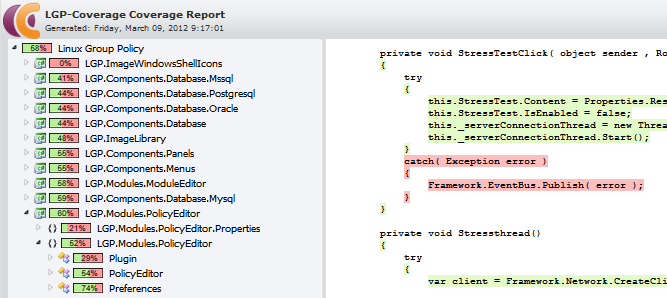 LGP-Coverage Coverage Report
Generated: Friday, March 09, 2012 9:17:01
68% Linux Group Policy
0% LGP.ImageWindowsShellIcons
41% LGP.Components.Database.Mssql
44% LGP.Components.Database.Postgresql
44% LGP.Components.Database.Oracle
44% LGP.Components.Database
48% LGP.ImageLibrary
55% LGP.Components.Panels
55% LGP.Components.Menus
58% LGP.Modules.ModuleEditor
59% LGP.Components.Database.Mysql
60% LGP.Modules.PolicyEditor
{} 21% LGP.Modules.PolicyEditor.Properties
{} 62% LGP.Modules.PolicyEditor
29% Plugin
64% PolicyEditor
74% Preferences
private void StressTestClick( object sender , Ro
{
try
{
this.StressTest.Content = Properties.Res
this.StressTest.IsEnabled = false;
this._serverConnectionThread = new Threa
this._serverConnectionThread.Start();
}
catch( Exception error )
{
Framework.EventBus.Publish( error );
}
}
private void Stressthread()
{
try
{
var client = Framework.Network.CreateCli